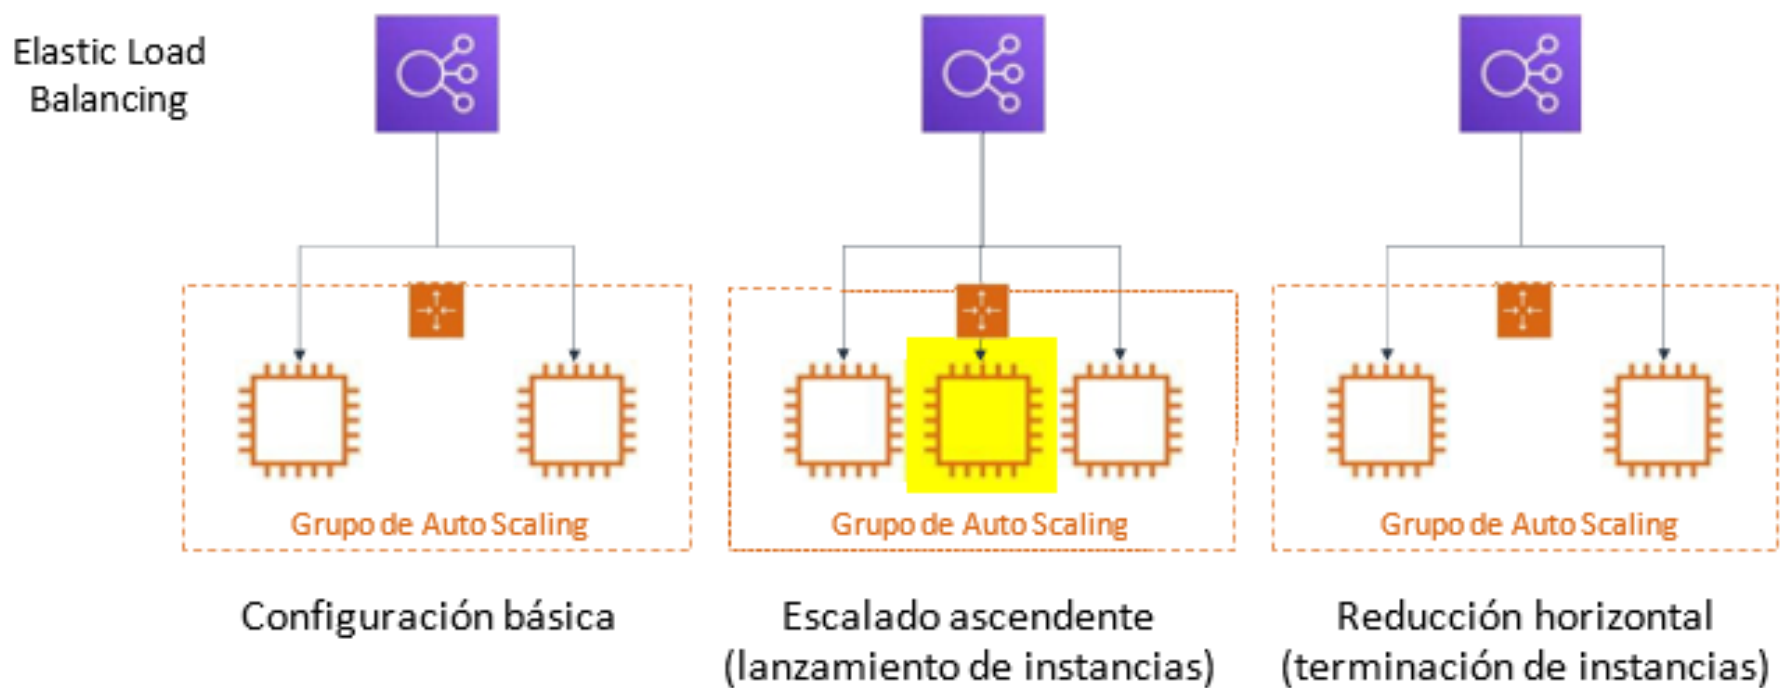 Elastic Load
Balancing
Grupo de Auto Scaling
Grupo de Auto Scaling
Grupo de Auto Scaling
Configuración básica
Escalado ascendente
(lanzamiento de instancias)
Reducción horizontal
(terminación de instancias)